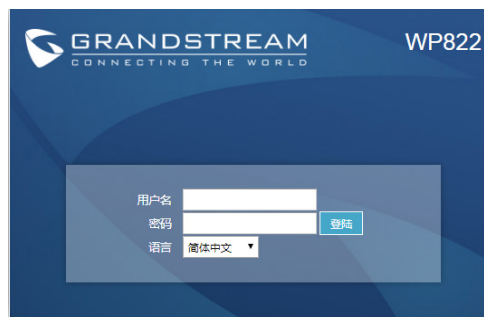 GRANDSTREAM WP822
CONNECTING THE WORLD
用户名
密码 登陆
语言 简体中文